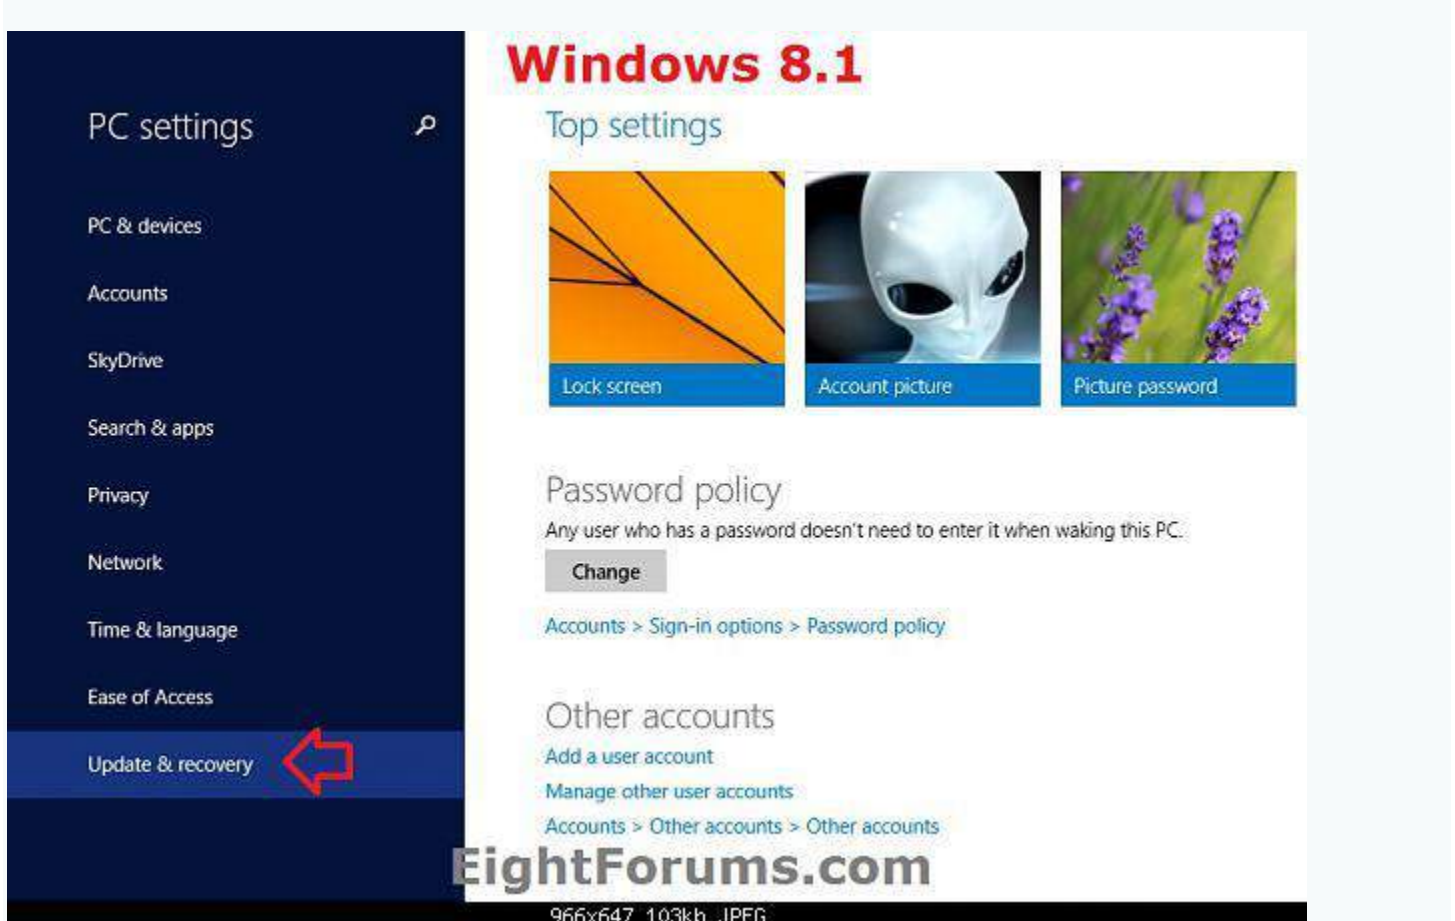 Windows 8.1
PC settings
PC & devices
Accounts
SkyDrive
Search & apps
Privacy
Network
Time & language
Ease of Access
Update & recovery
Top settings
Lock screen
Account picture
Picture password
Password policy
Any user who has a password doesn't need to enter it when waking this PC.
Change
Accounts > Sign-in options > Password policy
Other accounts
Add a user account
Manage other user accounts
Accounts > Other accounts > Other accounts
EightForums.com
966x647 103kb JPEG